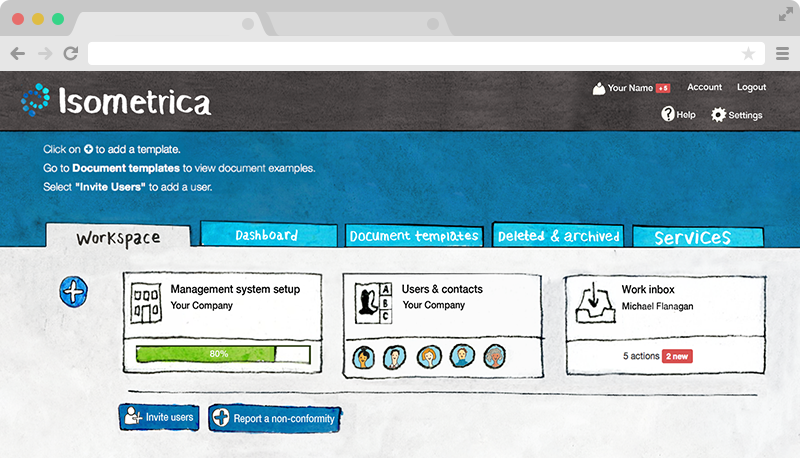 Isometrica
Your Name +5 Account Logout
Help Settings
Click on to add a template.
Go to Document templates to view document examples.
Select "Invite Users" to add a user.
Workspace Dashboard Document templates Deleted & archived Services
Management system setup
Your Company
80%
Users & contacts
Your Company
A
B
C
Work inbox
Michael Flanagan
5 actions 2 new
Invite users Report a non-conformity